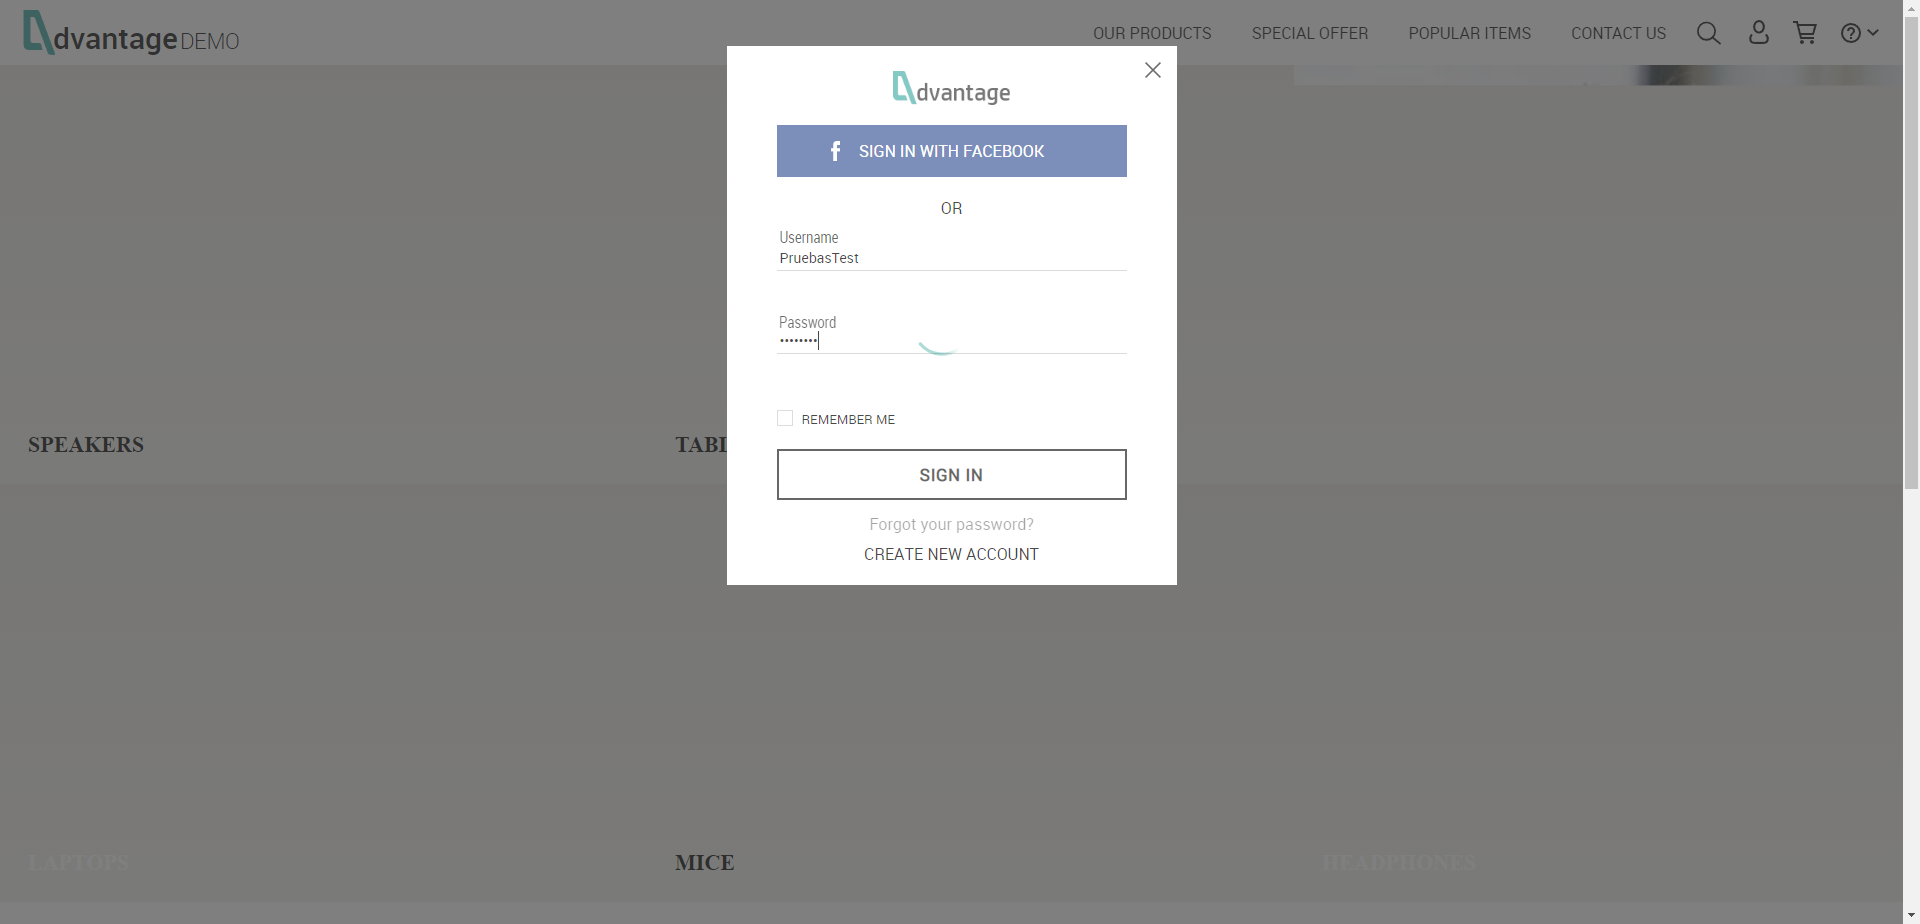 dvantage DEMO
OUR PRODUCTS
SPECIAL OFFER
POPULAR ITEMS
CONTACT US
dvantage
SIGN IN WITH FACEBOOK
OR
Username
PruebasTest
Password
••••••••
REMEMBER ME
SIGN IN
Forgot your password?
CREATE NEW ACCOUNT
SPEAKERS
TABL
LAPTOPS
MICE
HEADPHONES